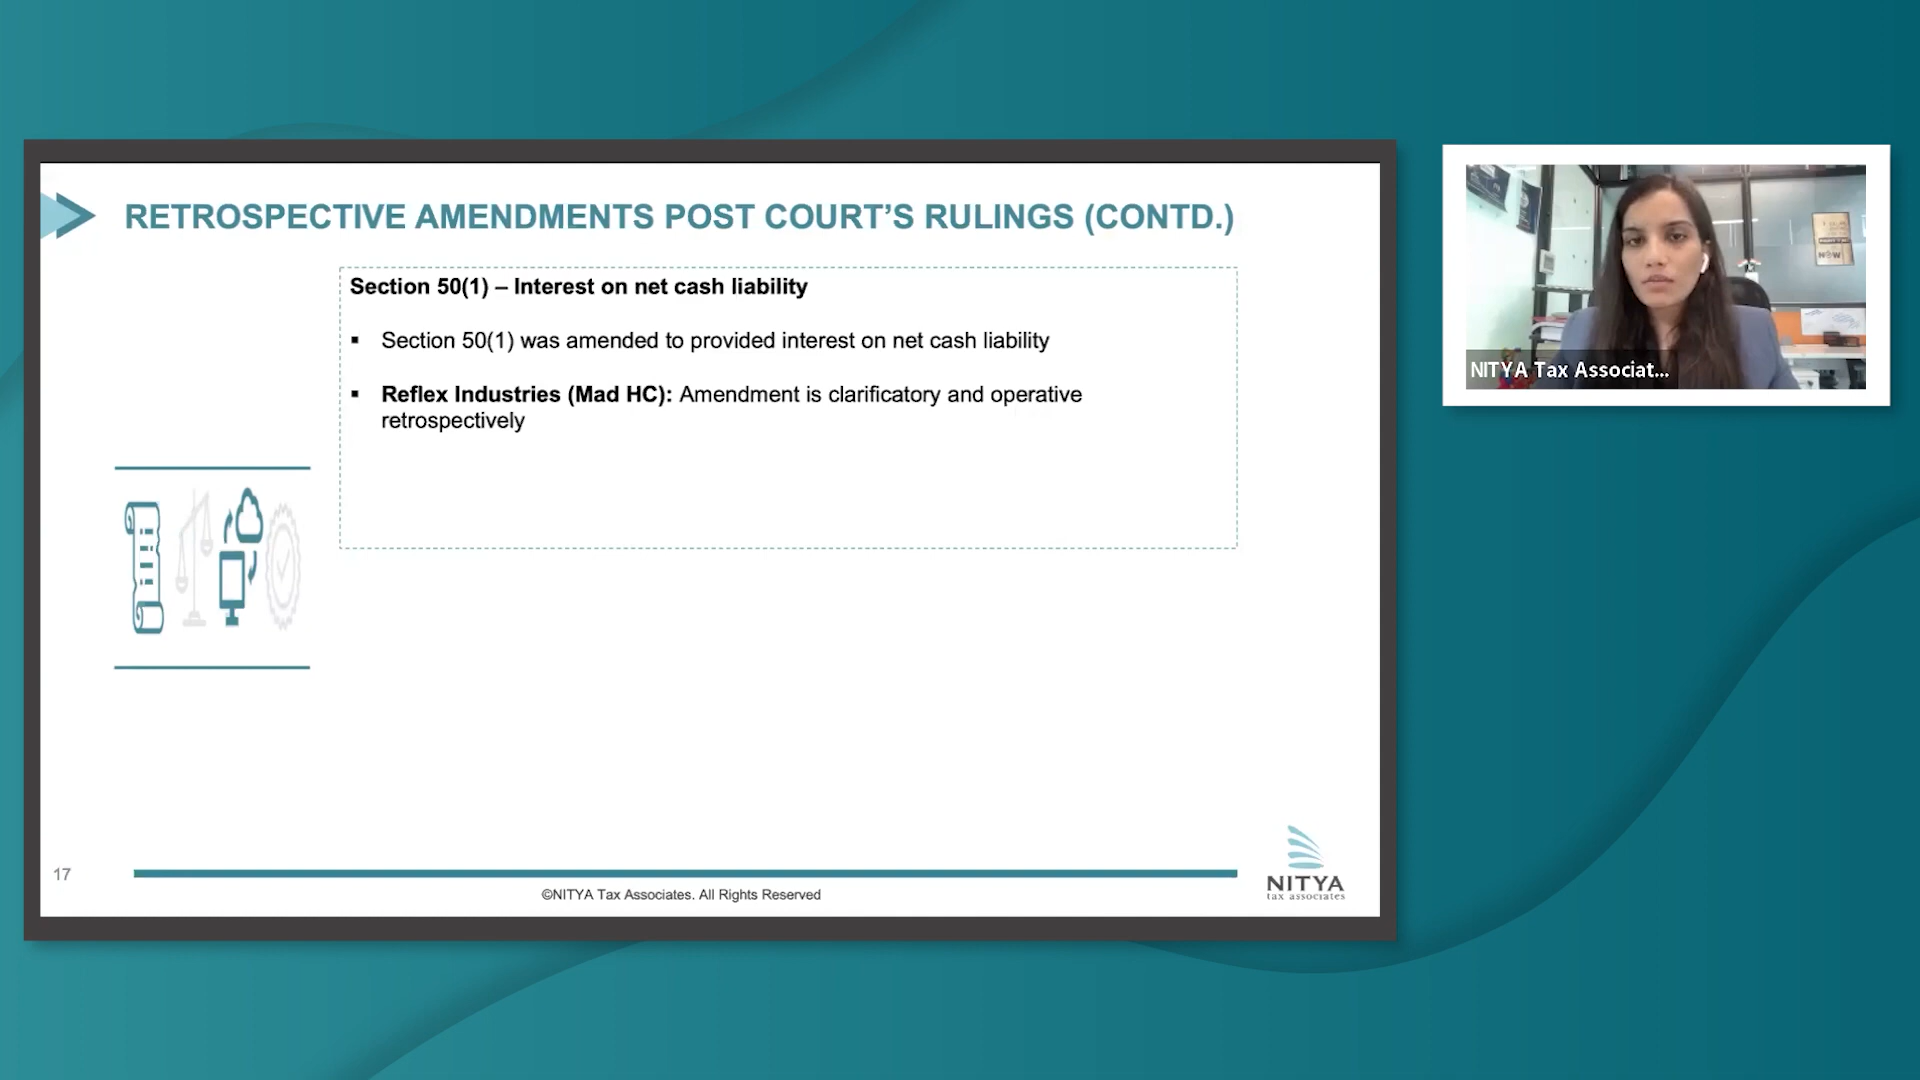 RETROSPECTIVE AMENDMENTS POST COURT’S RULINGS (CONTD.)
Section 50(1) – Interest on net cash liability
▪ Section 50(1) was amended to provided interest on net cash liability
▪ Reflex Industries (Mad HC): Amendment is clarificatory and operative
retrospectively
17
©NITYA Tax Associates. All Rights Reserved
NITYA
tax associates
NITYA Tax Associat...